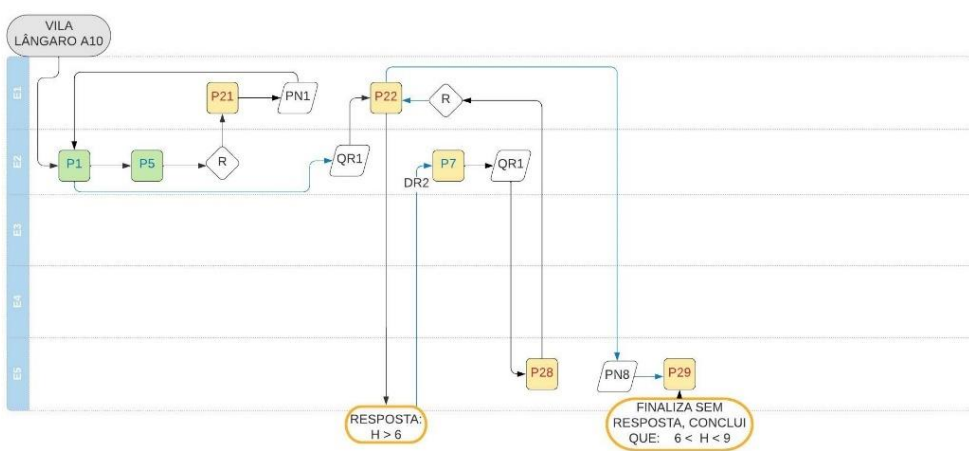 VILA
LÂNGARO A10
E1
P21
PN1
P22
R
E2
P1
P5
R
QR1
P7
QR1
DR2
E3
E4
E5
P28
PN8
P29
RESPOSTA:
H > 6
FINALIZA SEM
RESPOSTA, CONCLUI
QUE: 6 < H < 9